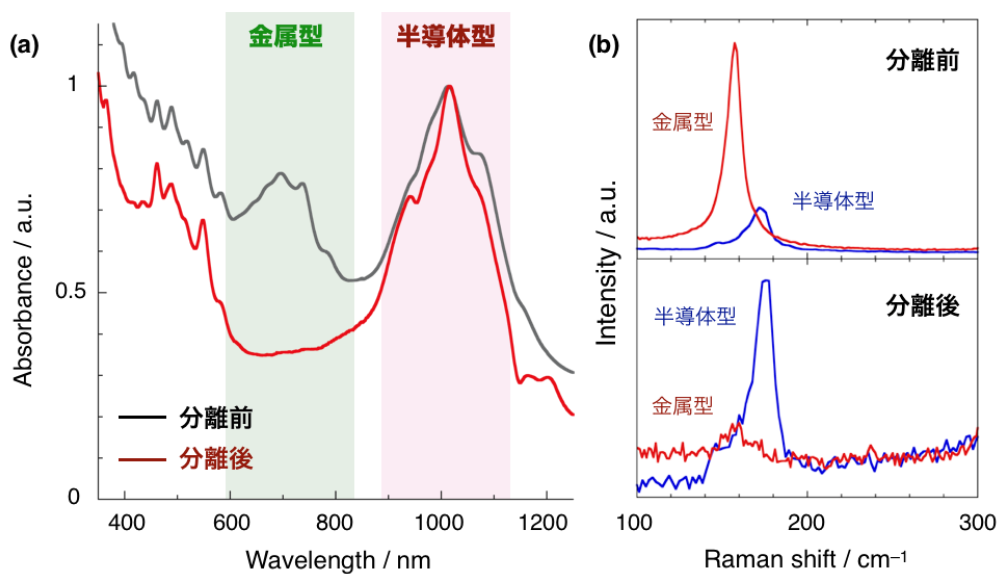 (a)
金属型
半導体型
1
0.5
0
Absorbance / a.u.
分離前
分離後
400
600
800
1000
1200
Wavelength / nm
(b)
分離前
金属型
半導体型
Intensity / a.u.
分離後
半導体型
金属型
100
200
300
Raman shift / cm⁻¹